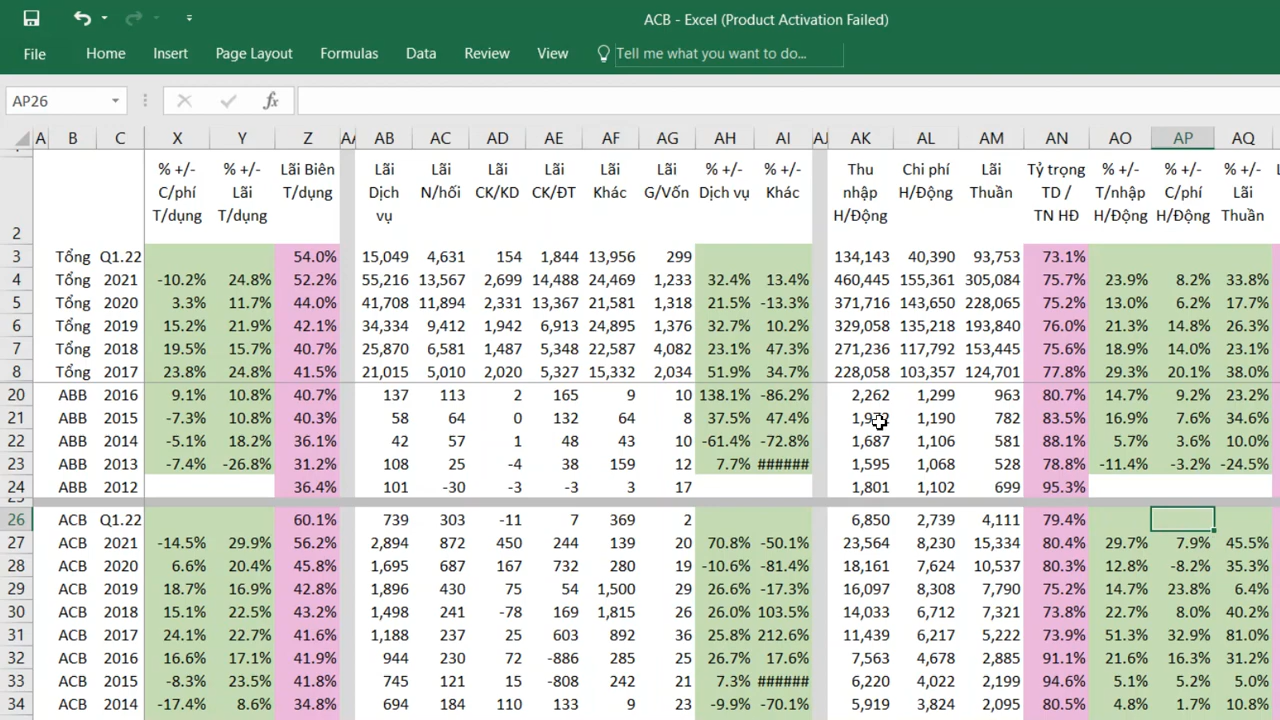 ACB - Excel (Product Activation Failed)
File Home Insert Page Layout Formulas Data Review View Tell me what you want to do...
AP26 fx
A B C X Y Z AA AB AC AD AE AF AG AH AI AJ AK AL AM AN AO AP AQ
% +/- % +/- Lãi Biên Lãi Lãi Lãi Lãi Lãi Lãi % +/- % +/- Thu Chi phí Lãi Tỷ trọng % +/- % +/- % +/-
C/phí Lãi T/dụng Dịch N/hối CK/KD CK/ĐT Khác G/Vốn Dịch vụ Khác nhập H/Động Thuần TD / T/nhập C/phí Lãi
T/dụng T/dụng vụ H/Động TN HĐ H/Động H/Động Thuần
2
3 Tổng Q1.22 54.0% 15,049 4,631 154 1,844 13,956 299 134,143 40,390 93,753 73.1%
4 Tổng 2021 -10.2% 24.8% 52.2% 55,216 13,567 2,699 14,488 24,469 1,233 32.4% 13.4% 460,445 155,361 305,084 75.7% 23.9% 8.2% 33.8%
5 Tổng 2020 3.3% 11.7% 44.0% 41,708 11,894 2,331 13,367 21,581 1,318 21.5% -13.3% 371,716 143,650 228,065 75.2% 13.0% 6.2% 17.7%
6 Tổng 2019 15.2% 21.9% 42.1% 34,334 9,412 1,942 6,913 24,895 1,376 32.7% 10.2% 329,058 135,218 193,840 76.0% 21.3% 14.8% 26.3%
7 Tổng 2018 19.5% 15.7% 40.7% 25,870 6,581 1,487 5,348 22,587 4,082 23.1% 47.3% 271,236 117,792 153,445 75.6% 18.9% 14.0% 23.1%
8 Tổng 2017 23.8% 24.8% 41.5% 21,015 5,010 2,020 5,327 15,332 2,034 51.9% 34.7% 228,058 103,357 124,701 77.8% 29.3% 20.1% 38.0%
20 ABB 2016 9.1% 10.8% 40.7% 137 113 2 165 9 10 138.1% -86.2% 2,262 1,299 963 80.7% 14.7% 9.2% 23.2%
21 ABB 2015 -7.3% 10.8% 40.3% 58 64 0 132 64 8 37.5% 47.4% 1,190 782 83.5% 16.9% 7.6% 34.6%
22 ABB 2014 -5.1% 18.2% 36.1% 42 57 1 48 43 10 -61.4% -72.8% 1,687 1,106 581 88.1% 5.7% 3.6% 10.0%
23 ABB 2013 -7.4% -26.8% 31.2% 108 25 -4 38 159 12 7.7% ###### 1,595 1,068 528 78.8% -11.4% -3.2% -24.5%
24 ABB 2012 36.4% 101 -30 -3 -3 3 17 1,801 1,102 699 95.3%
26 ACB Q1.22 60.1% 739 303 -11 7 369 2 6,850 2,739 4,111 79.4%
27 ACB 2021 -14.5% 29.9% 56.2% 2,894 872 450 244 139 20 70.8% -50.1% 23,564 8,230 15,334 80.4% 29.7% 7.9% 45.5%
28 ACB 2020 6.6% 20.4% 45.8% 1,695 687 167 732 280 19 -10.6% -81.4% 18,161 7,624 10,537 80.3% 12.8% -8.2% 35.3%
29 ACB 2019 18.7% 16.9% 42.8% 1,896 430 75 54 1,500 29 26.6% -17.3% 16,097 8,308 7,790 75.2% 14.7% 23.8% 6.4%
30 ACB 2018 15.1% 22.5% 43.2% 1,498 241 -78 169 1,815 26 26.0% 103.5% 14,033 6,712 7,321 73.8% 22.7% 8.0% 40.2%
31 ACB 2017 24.1% 22.7% 41.6% 1,188 237 25 603 892 36 25.8% 212.6% 11,439 6,217 5,222 73.9% 51.3% 32.9% 81.0%
32 ACB 2016 16.6% 17.1% 41.9% 944 230 72 -886 285 25 26.7% 17.6% 7,563 4,678 2,885 91.1% 21.6% 16.3% 31.2%
33 ACB 2015 -8.3% 23.5% 41.8% 745 121 15 -808 242 21 7.3% ###### 6,220 4,022 2,199 94.6% 5.1% 5.2% 5.0%
34 ACB 2014 -17.4% 8.6% 34.8% 694 184 110 133 9 23 -9.9% -70.1% 5,919 3,824 2,095 80.5% 4.8% 1.7% 10.8%